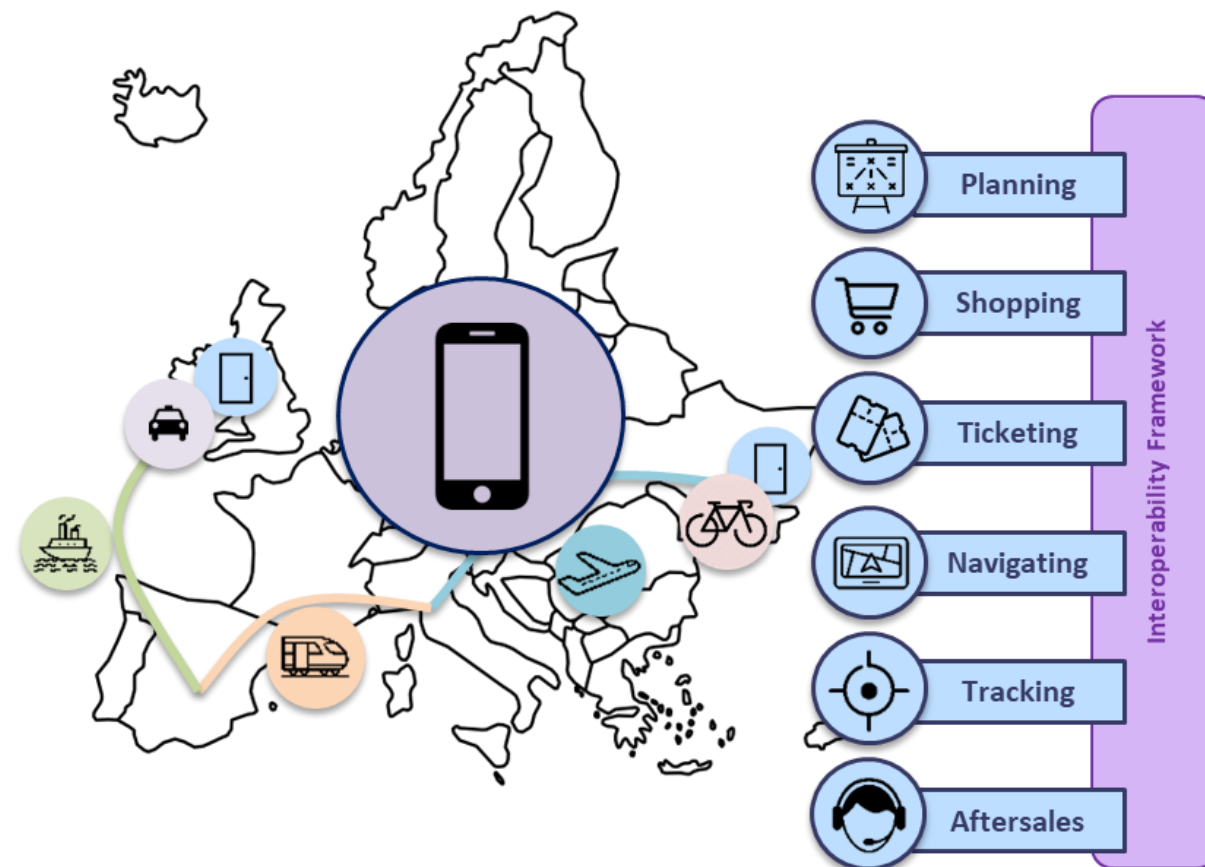 Planning
Shopping
Ticketing
Navigating
Tracking
Aftersales
Interoperability Framework